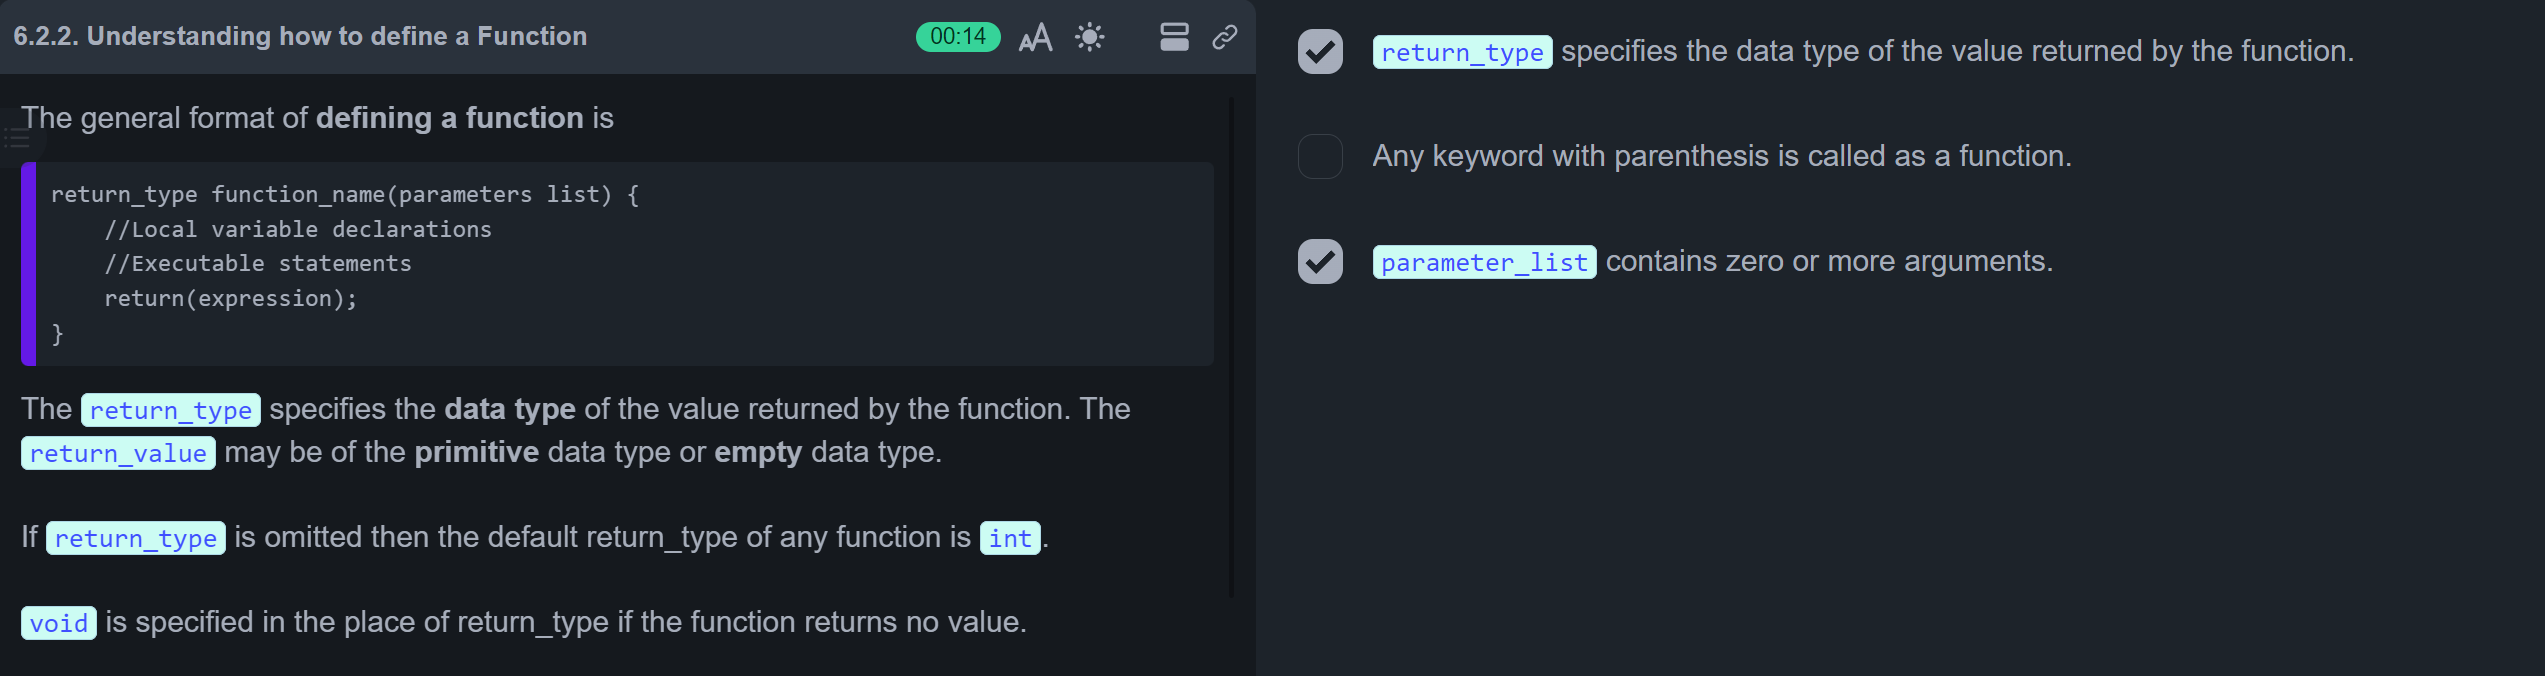 6.2.2. Understanding how to define a Function
00:14
The general format of defining a function is
return_type function_name(parameters list) {
    //Local variable declarations
    //Executable statements
    return(expression);
}
The return_type specifies the data type of the value returned by the function. The
return_value may be of the primitive data type or empty data type.
If return_type is omitted then the default return_type of any function is int.
void is specified in the place of return_type if the function returns no value.
return_type specifies the data type of the value returned by the function.
Any keyword with parenthesis is called as a function.
parameter_list contains zero or more arguments.